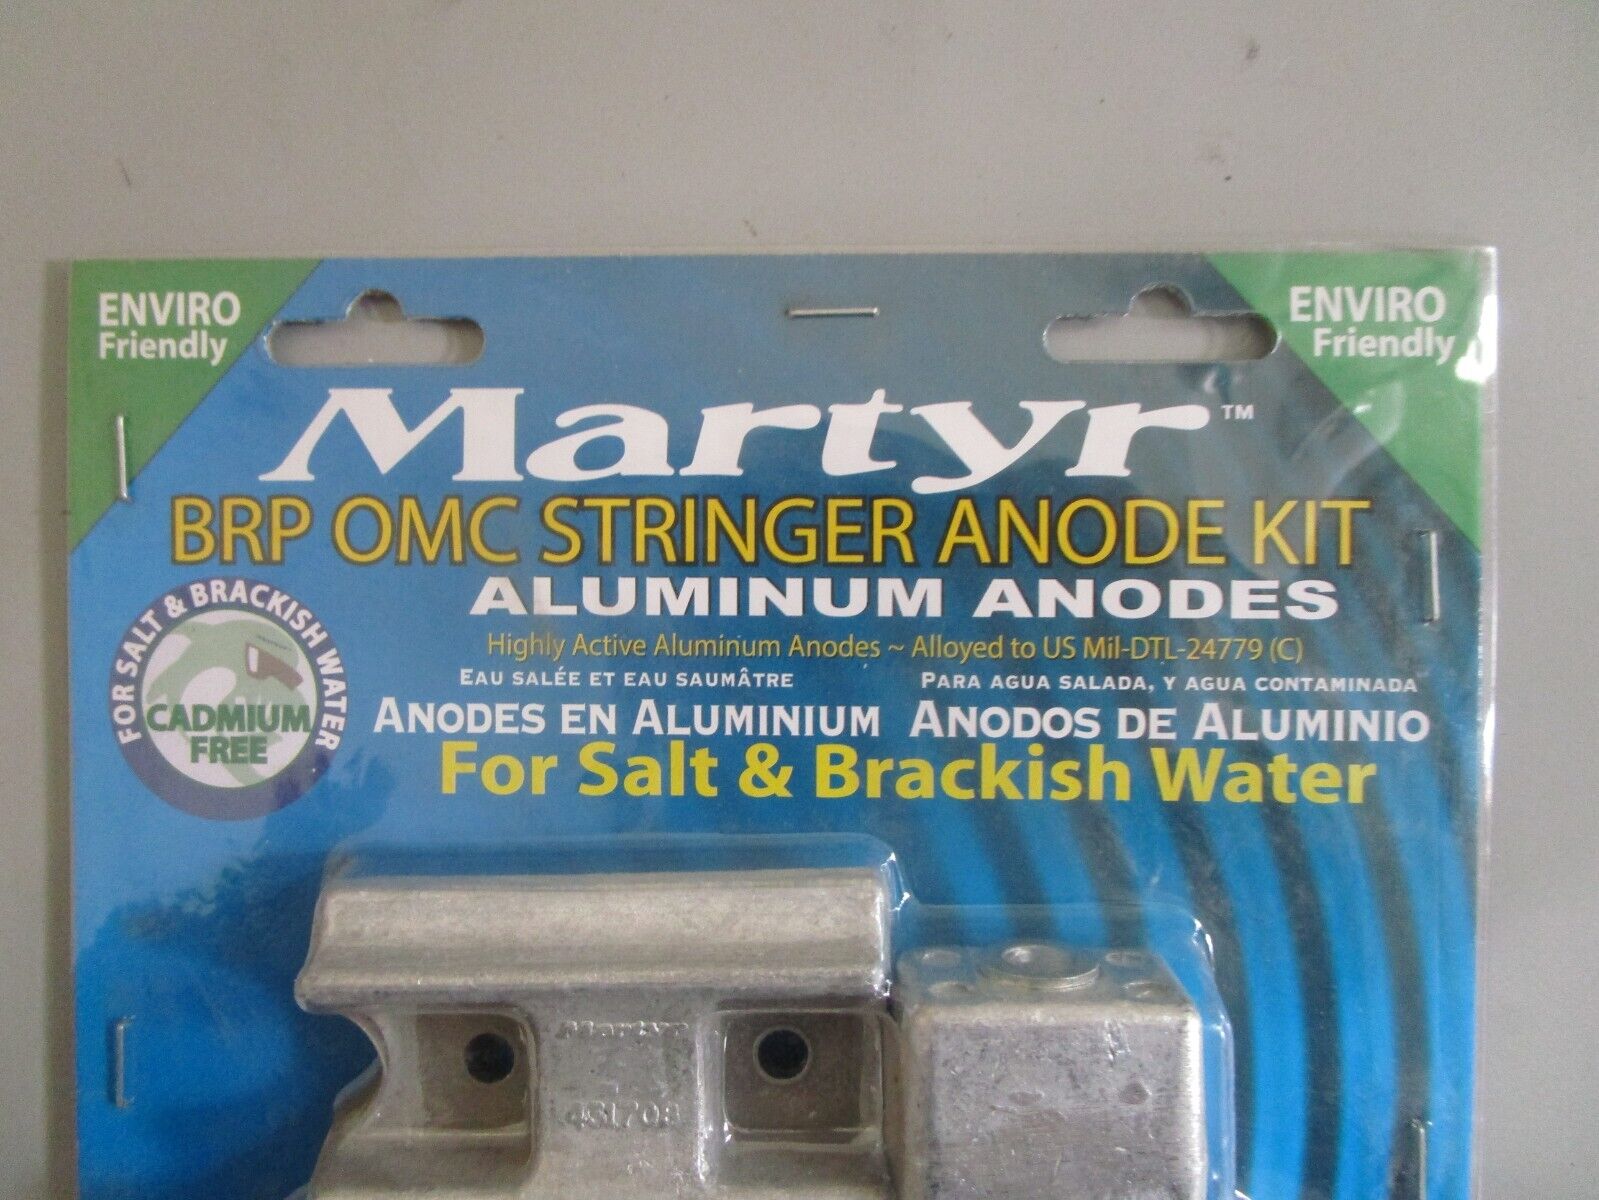 ENVIRO
Friendly
ENVIRO
Friendly
Martyr™
BRP OMC STRINGER ANODE KIT
ALUMINUM ANODES
Highly Active Aluminum Anodes ~ Alloyed to US Mil-DTL-24779 (C)
EAU SALÉE ET EAU SAUMÂTRE
PARA AGUA SALADA, Y AGUA CONTAMINADA
ANODES EN ALUMINIUM
ANODOS DE ALUMINIO
For Salt & Brackish Water
FOR SALT & BRACKISH WATER
CADMIUM
FREE
Martyr
431708